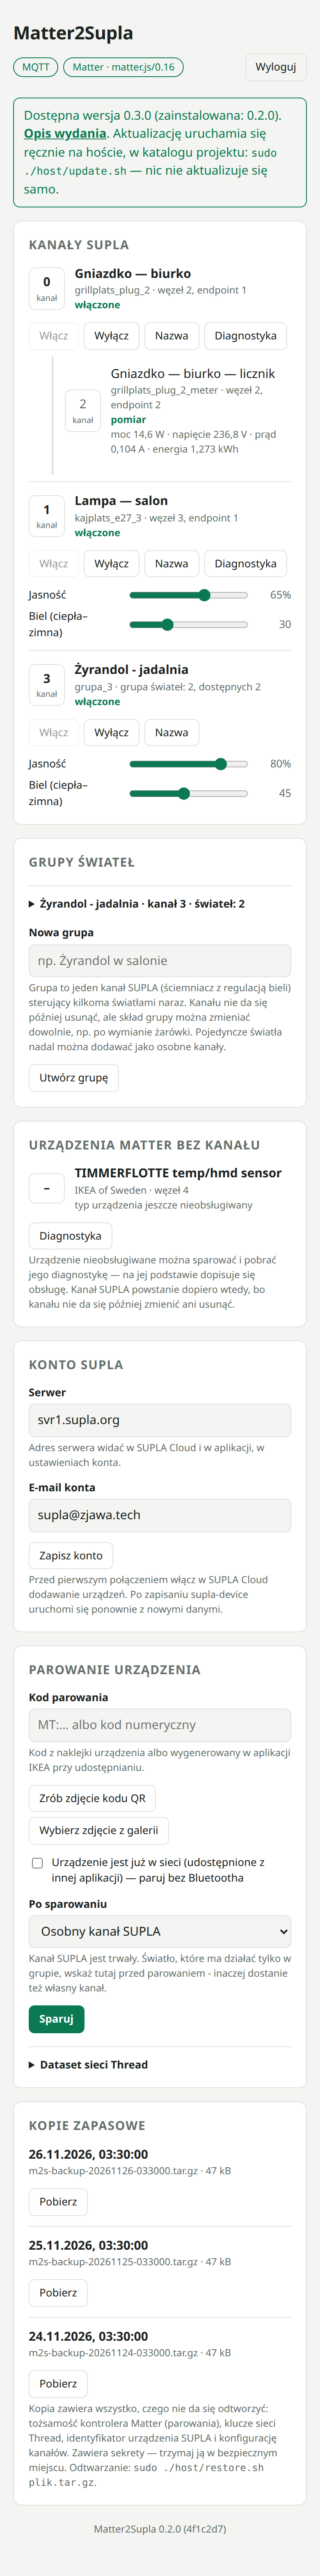 Matter2Supla
MQTT
Matter · matter.js/0.16
Wyloguj
Dostępna wersja 0.3.0 (zainstalowana: 0.2.0).
Opis wydania. Aktualizację uruchamia się
ręcznie na hoście, w katalogu projektu: sudo
./host/update.sh — nic nie aktualizuje się
samo.
KANAŁY SUPLA
0
kanał
Gniazdko — biurko
grillplats_plug_2 · węzeł 2, endpoint 1
włączone
Włącz
Wyłącz
Nazwa
Diagnostyka
2
kanał
Gniazdko — biurko — licznik
grillplats_plug_2_meter · węzeł 2,
endpoint 2
pomiar
moc 14,6 W · napięcie 236,8 V · prąd
0,104 A · energia 1,273 kWh
1
kanał
Lampa — salon
kajplats_e27_3 · węzeł 3, endpoint 1
włączone
Włącz
Wyłącz
Nazwa
Diagnostyka
Jasność
65%
Biel (ciepła–
zimna)
30
3
kanał
Żyrandol - jadalnia
grupa_3 · grupa świateł: 2, dostępnych 2
włączone
Włącz
Wyłącz
Nazwa
Jasność
80%
Biel (ciepła–
zimna)
45
GRUPY ŚWIATEŁ
Żyrandol - jadalnia · kanał 3 · świateł: 2
Nowa grupa
np. Żyrandol w salonie
Grupa to jeden kanał SUPLA (ściemniacz z regulacją bieli)
sterujący kilkoma światłami naraz. Kanału nie da się
później usunąć, ale skład grupy można zmieniać
dowolnie, np. po wymianie żarówki. Pojedyncze światła
nadal można dodawać jako osobne kanały.
Utwórz grupę
URZĄDZENIA MATTER BEZ KANAŁU
–
TIMMERFLOTTE temp/hmd sensor
IKEA of Sweden · węzeł 4
typ urządzenia jeszcze nieobsługiwany
Diagnostyka
Urządzenie nieobsługiwane można sparować i pobrać
jego diagnostykę — na jej podstawie dopisuje się
obsługę. Kanał SUPLA powstanie dopiero wtedy, bo
kanału nie da się później zmienić ani usunąć.
KONTO SUPLA
Serwer
svr1.supla.org
Adres serwera widać w SUPLA Cloud i w aplikacji, w
ustawieniach konta.
E-mail konta
supla@zjawa.tech
Zapisz konto
Przed pierwszym połączeniem włącz w SUPLA Cloud
dodawanie urządzeń. Po zapisaniu supla-device
uruchomi się ponownie z nowymi danymi.
PAROWANIE URZĄDZENIA
Kod parowania
MT:... albo kod numeryczny
Kod z naklejki urządzenia albo wygenerowany w aplikacji
IKEA przy udostępnianiu.
Zrób zdjęcie kodu QR
Wybierz zdjęcie z galerii
Urządzenie jest już w sieci (udostępnione z
innej aplikacji) — paruj bez Bluetootha
Po sparowaniu
Osobny kanał SUPLA
Kanał SUPLA jest trwały. Światło, które ma działać tylko w
grupie, wskaż tutaj przed parowaniem - inaczej dostanie
też własny kanał.
Sparuj
Dataset sieci Thread
KOPIE ZAPASOWE
26.11.2026, 03:30:00
m2s-backup-20261126-033000.tar.gz · 47 kB
Pobierz
25.11.2026, 03:30:00
m2s-backup-20261125-033000.tar.gz · 47 kB
Pobierz
24.11.2026, 03:30:00
m2s-backup-20261124-033000.tar.gz · 47 kB
Pobierz
Kopia zawiera wszystko, czego nie da się odtworzyć:
tożsamość kontrolera Matter (parowania), klucze sieci
Thread, identyfikator urządzenia SUPLA i konfigurację
kanałów. Zawiera sekrety — trzymaj ją w bezpiecznym
miejscu. Odtwarzanie: sudo ./host/restore.sh
plik.tar.gz.
Matter2Supla 0.2.0 (4f1c2d7)